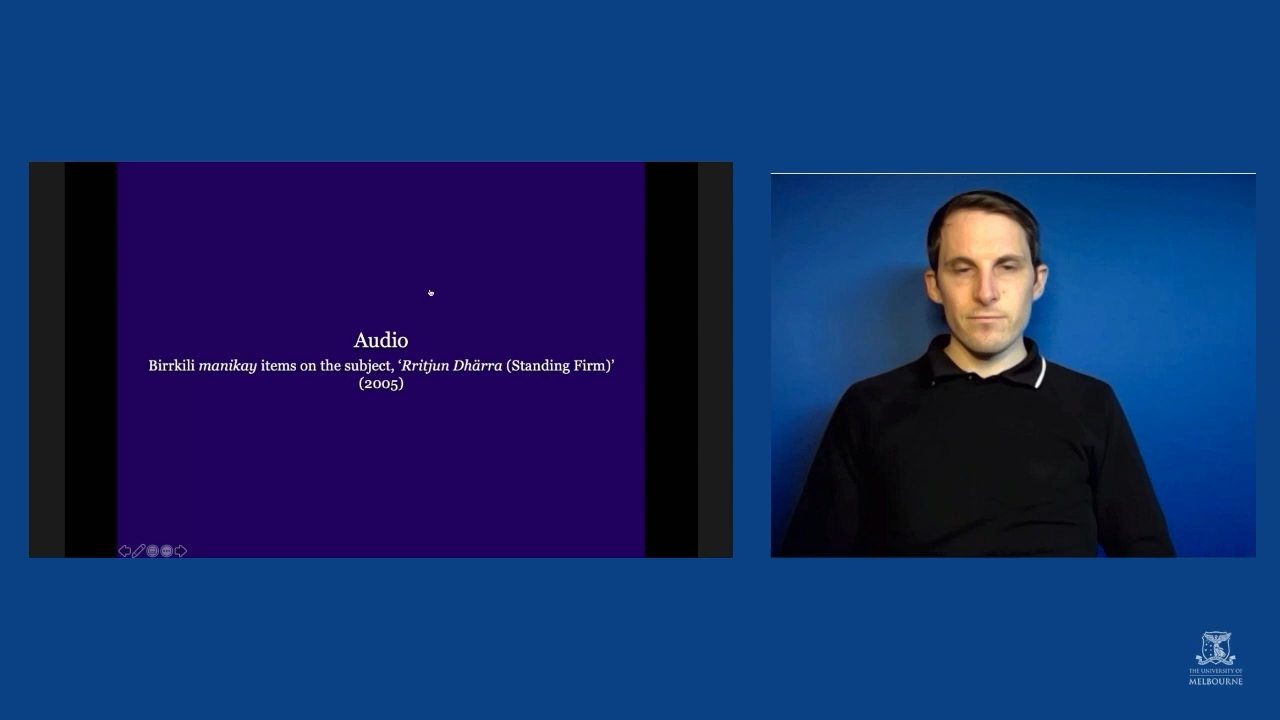 Audio
Birrkili manikay items on the subject, ‘Rritjun Dhärra (Standing Firm)’
(2005)
THE UNIVERSITY OF
MELBOURNE